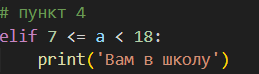 # пункт 4
elif 7 <= a < 18:
    print('Вам в школу')